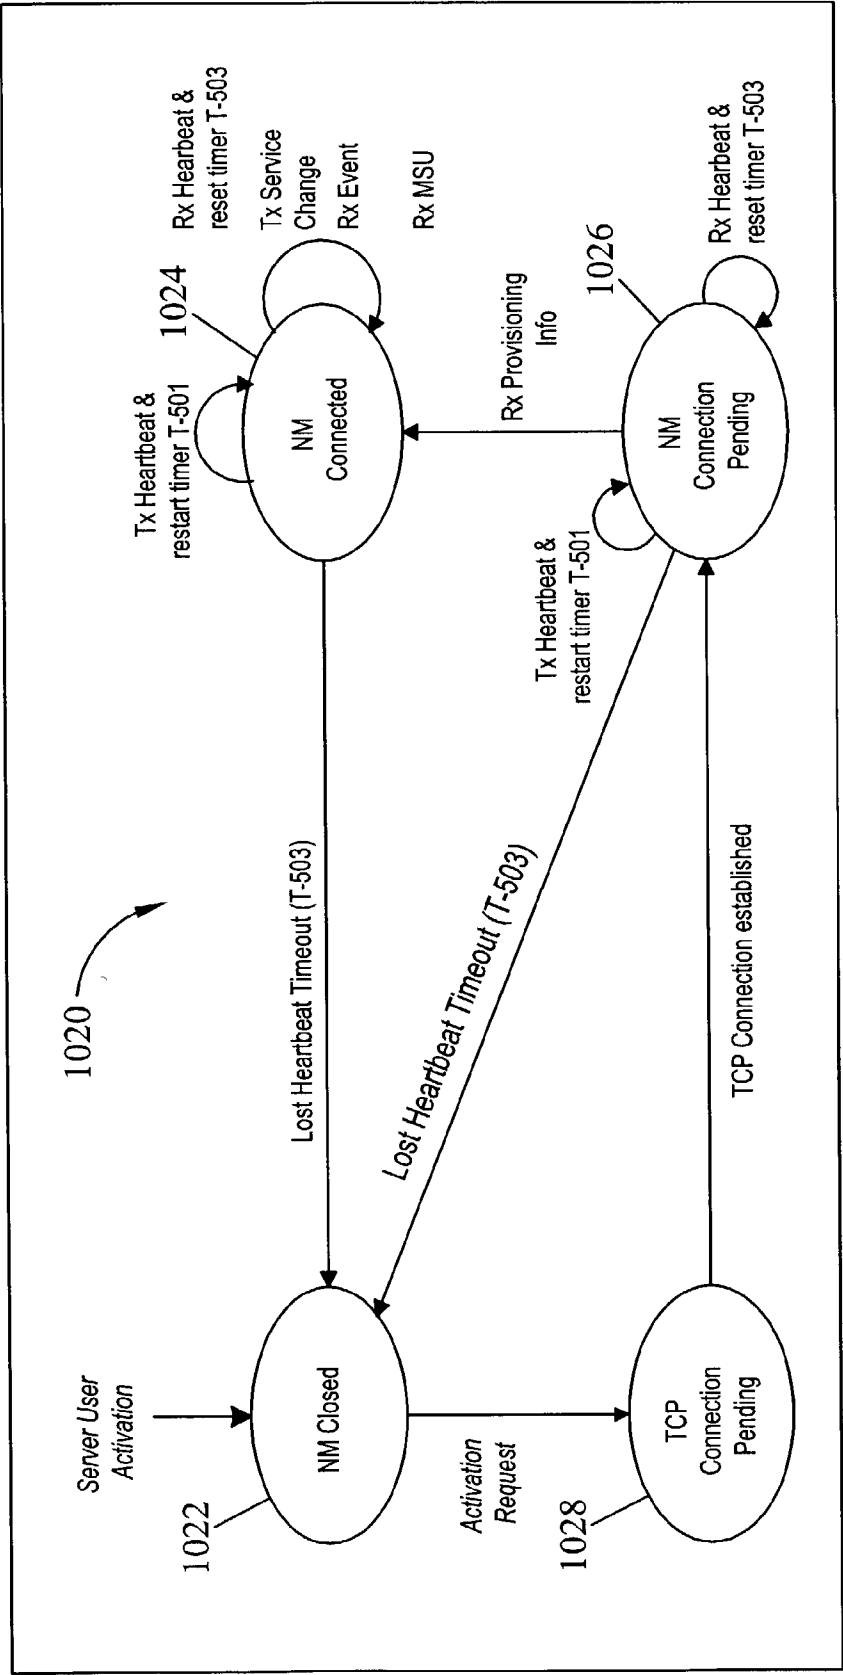 1020
Server User
Activation
1022
NM Closed
Activation
Request
1028
TCP
Connection
Pending
Lost Heartbeat Timeout (T-503)
Lost Heartbeat Timeout (T-503)
TCP Connection established
Tx Heartbeat &
restart timer T-501
1024
NM
Connected
Rx Hearbeat &
reset timer T-503
Tx Service
Change
Rx Event
Rx MSU
Rx Provisioning
Info
1026
Tx Heartbeat &
restart timer T-501
NM
Connection
Pending
Rx Hearbeat &
reset timer T-503